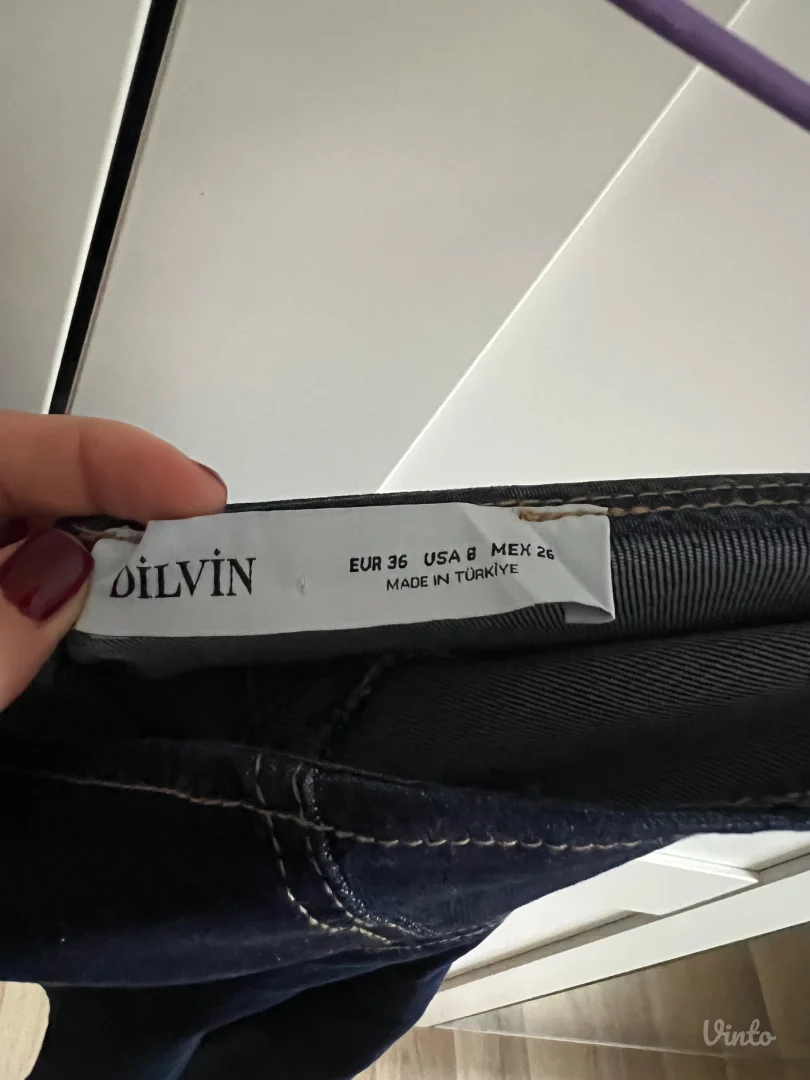 DİLVİN
EUR 36 USA 8 MEX 26
MADE IN TÜRKİYE
Vinto